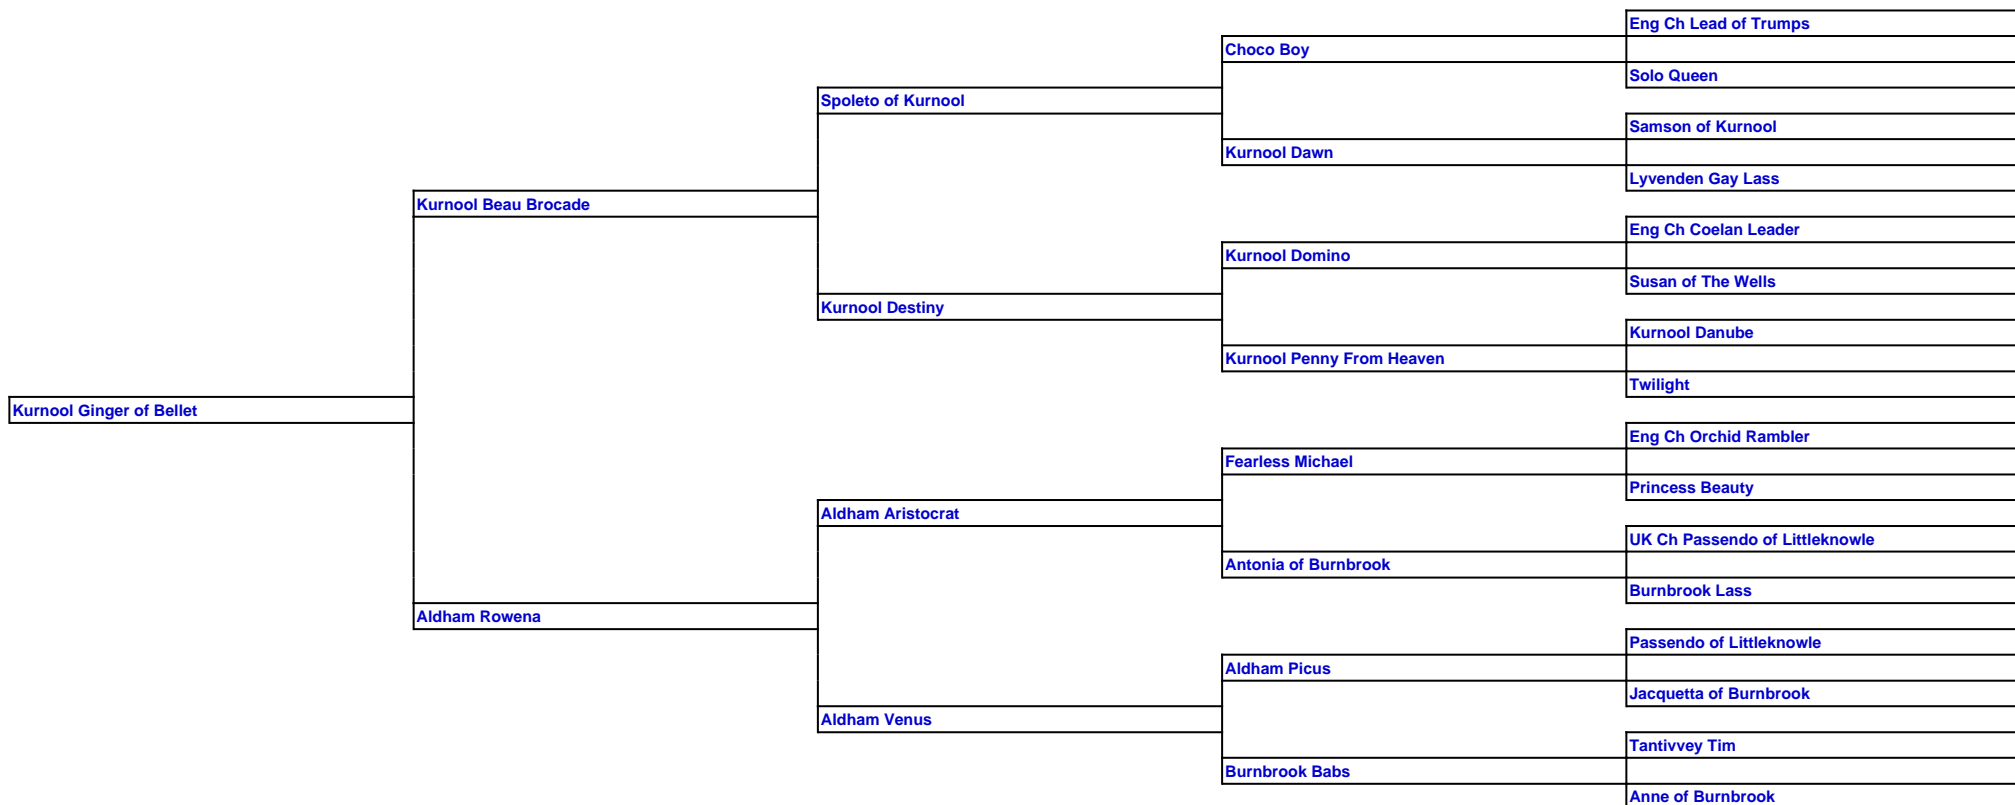 Eng Ch Lead of Trumps
Choco Boy
Solo Queen
Spoleto of Kurnool
Samson of Kurnool
Kurnool Dawn
Lyvenden Gay Lass
Kurnool Beau Brocade
Eng Ch Coelan Leader
Kurnool Domino
Susan of The Wells
Kurnool Destiny
Kurnool Danube
Kurnool Penny From Heaven
Twilight
Kurnool Ginger of Bellet
Eng Ch Orchid Rambler
Fearless Michael
Princess Beauty
Aldham Aristocrat
UK Ch Passendo of Littleknowle
Antonia of Burnbrook
Burnbrook Lass
Aldham Rowena
Passendo of Littleknowle
Aldham Picus
Jacquetta of Burnbrook
Aldham Venus
Tantivvey Tim
Burnbrook Babs
Anne of Burnbrook